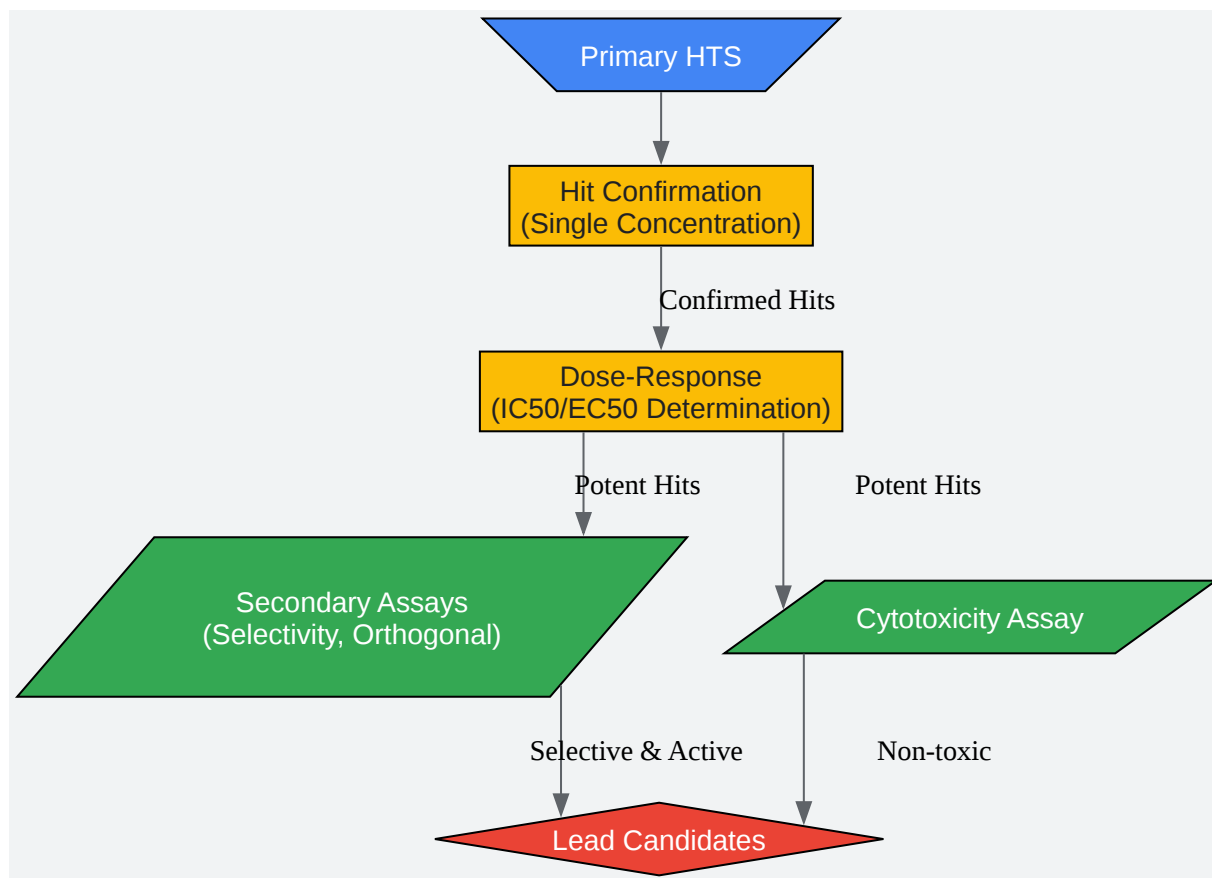 Primary HTS
Hit Confirmation
(Single Concentration)
Confirmed Hits
Dose-Response
(IC50/EC50 Determination)
Potent Hits
Potent Hits
Secondary Assays
(Selectivity, Orthogonal)
Cytotoxicity Assay
Selective & Active
Non-toxic
Lead Candidates